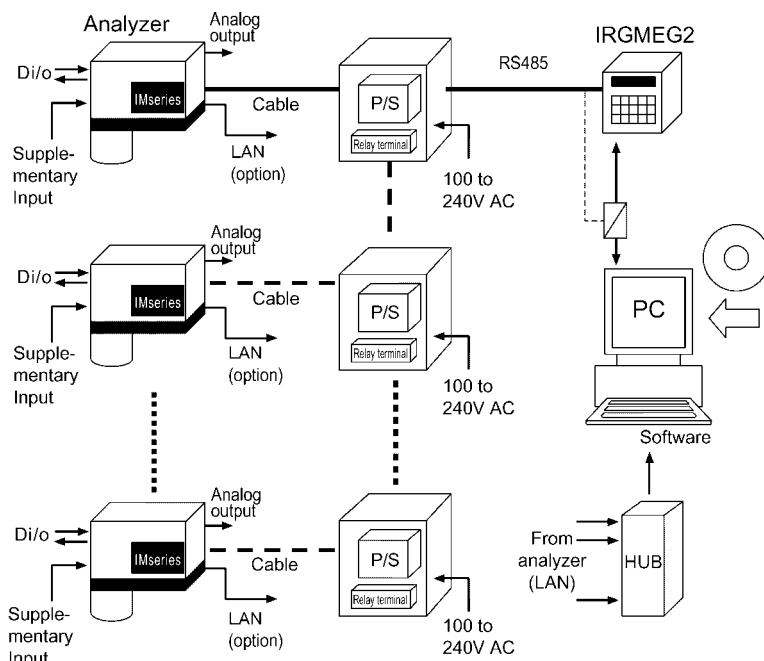 Analyzer
Analog
output
Di/o
IMseries
Cable
Supple-
mentary
Input
LAN
(option)
P/S
Relay terminal
100 to
240V AC
RS485
IRGMEG2
Analog
output
Di/o
IMseries
Cable
Supple-
mentary
Input
LAN
(option)
P/S
Relay terminal
100 to
240V AC
PC
Software
Analog
output
Di/o
IMseries
Cable
Supple-
mentary
Input
LAN
(option)
P/S
Relay terminal
100 to
240V AC
From
analyzer
(LAN)
HUB